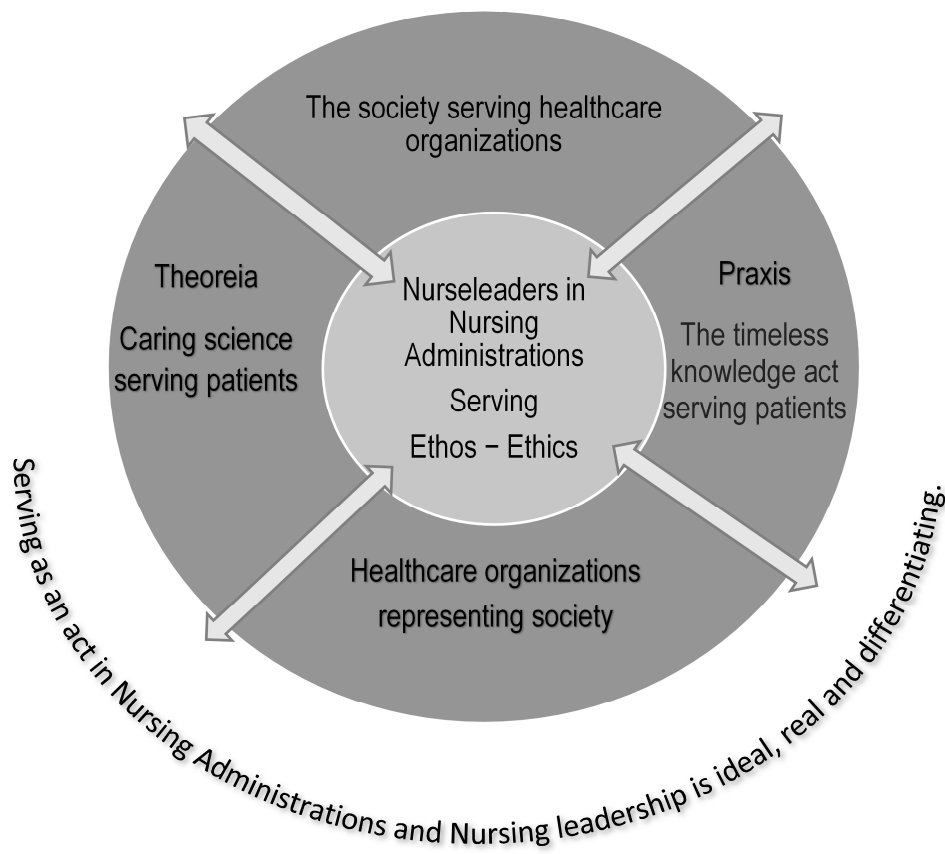 The society serving healthcare
organizations
Theoreia
Caring science
serving patients
Nurseleaders in
Nursing
Administrations
Serving
Ethos – Ethics
Praxis
The timeless
knowledge act
serving patients
Healthcare organizations
representing society
Serving as an act in Nursing Administrations and Nursing leadership is ideal, real and differentiating.